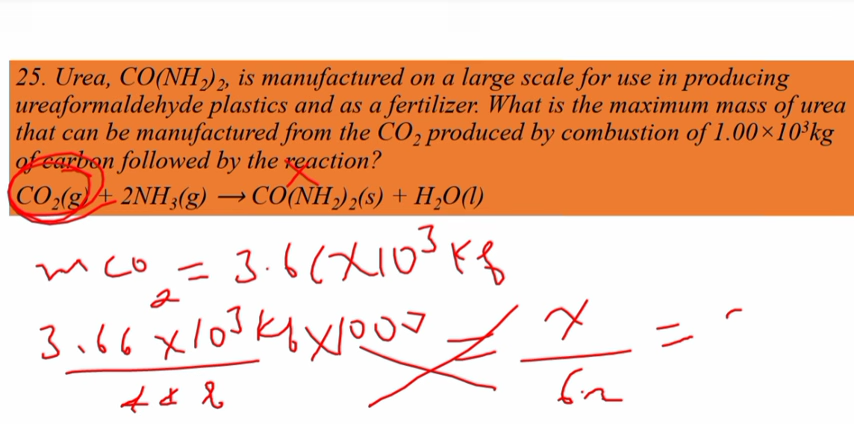 25. Urea, CO(NH₂)₂, is manufactured on a large scale for use in producing
ureaformaldehyde plastics and as a fertilizer. What is the maximum mass of urea
that can be manufactured from the CO₂ produced by combustion of 1.00×10³kg
of carbon followed by the reaction?
CO₂(g) + 2NH₃(g) → CO(NH₂)₂(s) + H₂O(l)
m CO₂ = 3.66×10³ kg
3.66 ×10³kg×1000 = x =